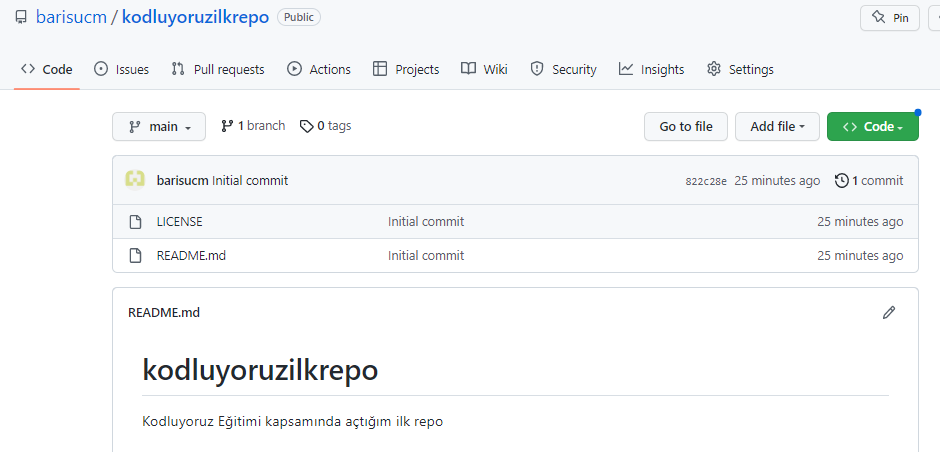 barisucm / kodluyoruzilkrepo Public Pin
Code Issues Pull requests Actions Projects Wiki Security Insights Settings
main 1 branch 0 tags Go to file Add file Code
barisucm Initial commit 822c28e 25 minutes ago 1 commit
LICENSE Initial commit 25 minutes ago
README.md Initial commit 25 minutes ago
README.md
kodluyoruzilkrepo
Kodluyoruz Eğitimi kapsamında açtığım ilk repo